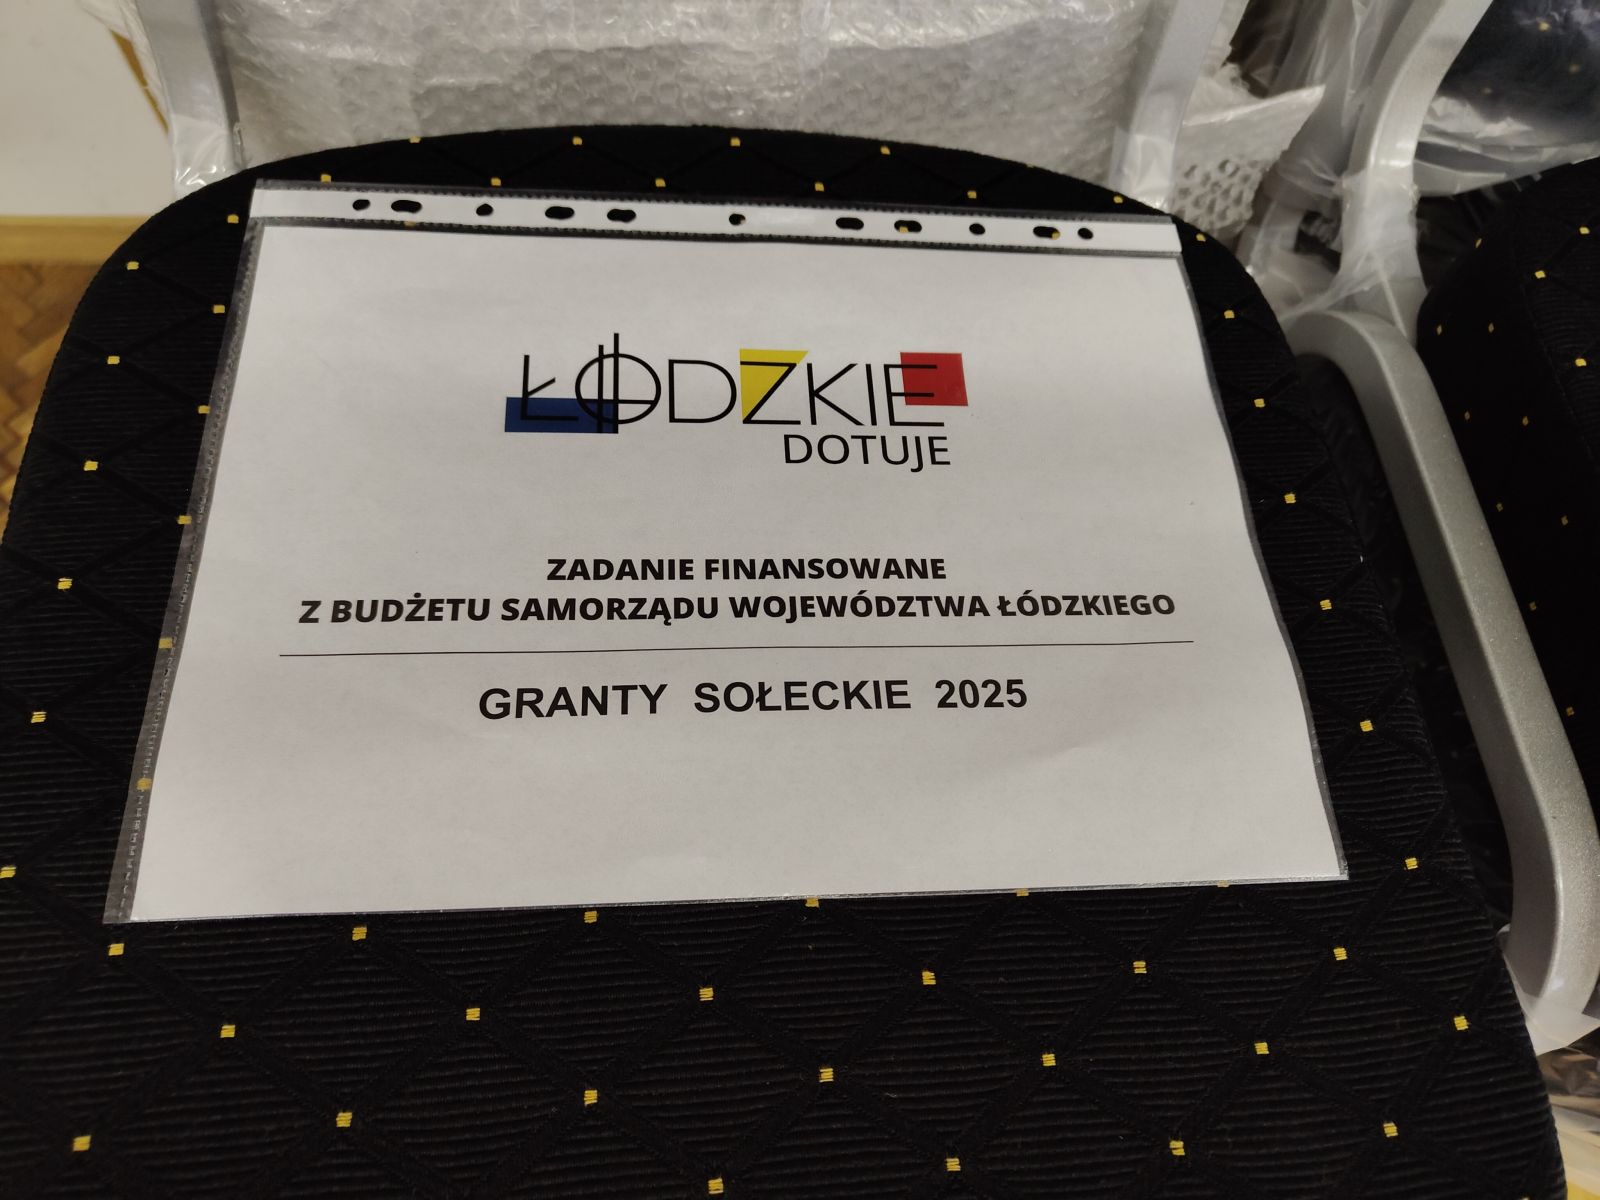 ŁÓDZKIE
DOTUJE
ZADANIE FINANSOWANE
Z BUDŻETU SAMORZĄDU WOJEWÓDZTWA ŁÓDZKIEGO
GRANTY SOŁECKIE 2025